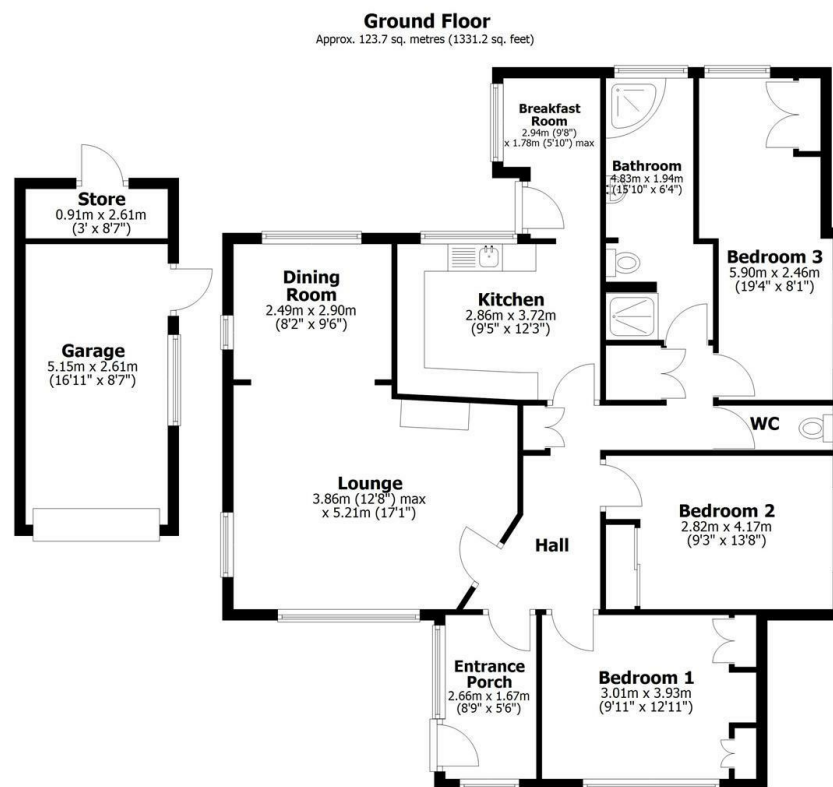 Ground Floor
Approx. 123.7 sq. metres (1331.2 sq. feet)
Breakfast
Room
2.94m (9'8")
x 1.78m (5'10") max
Bathroom
4.83m x 1.94m
(15'10" x 6'4")
Store
0.91m x 2.61m
(3' x 8'7")
Bedroom 3
5.90m x 2.46m
(19'4" x 8'1")
Dining
Room
2.49m x 2.90m
(8'2" x 9'6")
Kitchen
2.86m x 3.72m
(9'5" x 12'3")
Garage
5.15m x 2.61m
(16'11" x 8'7")
WC
Lounge
3.86m (12'8") max
x 5.21m (17'1")
Bedroom 2
2.82m x 4.17m
(9'3" x 13'8")
Hall
Entrance
Porch
2.66m x 1.67m
(8'9" x 5'6")
Bedroom 1
3.01m x 3.93m
(9'11" x 12'11")